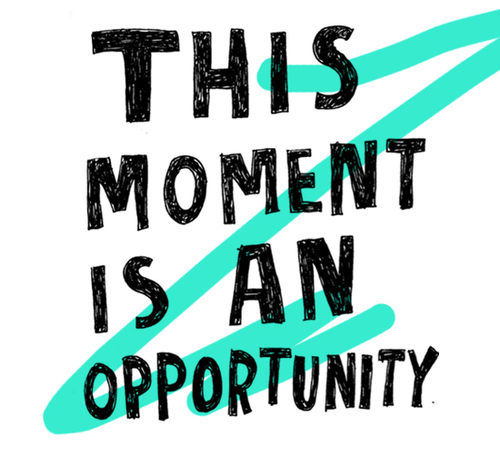 THIS
MOMENT
IS AN
OPPORTUNITY.